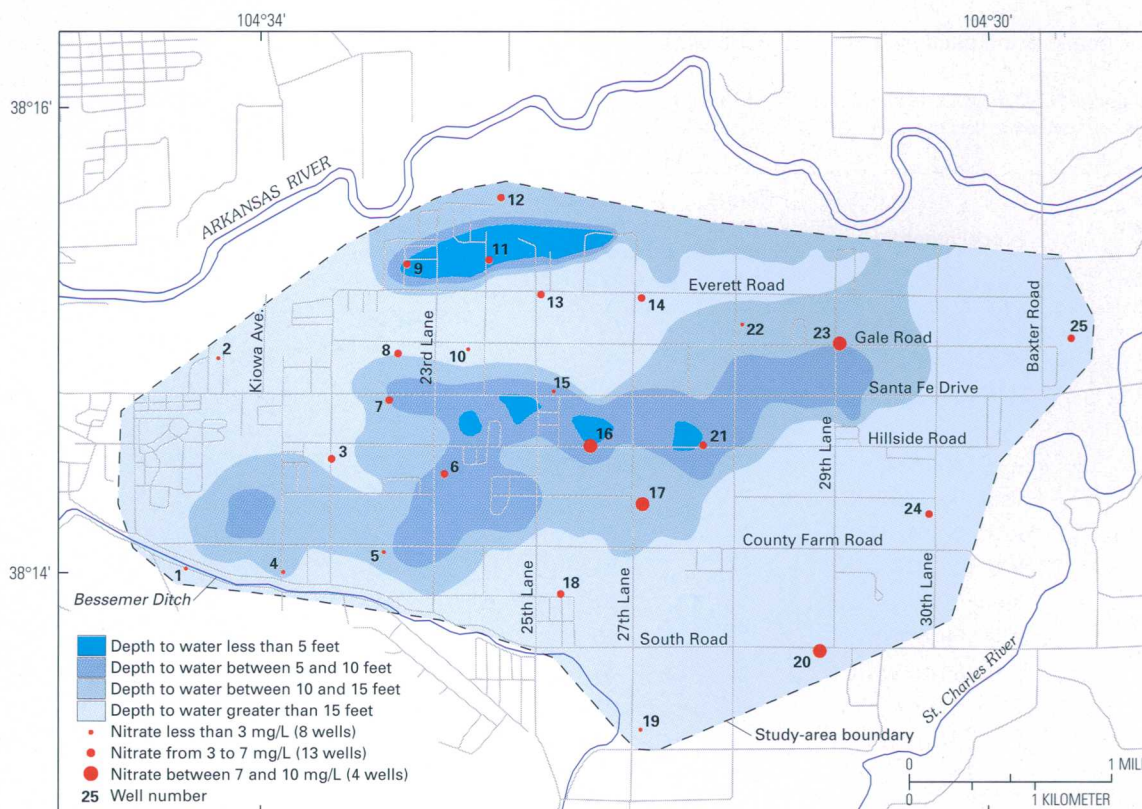 104°34'
104°30'
38°16'
ARKANSAS RIVER
12
11
9
13
14
Everett Road
Baxter Road
25
22
23
Gale Road
2
Kiowa Ave.
8
23rd Lane
10
15
Santa Fe Drive
7
16
21
Hillside Road
3
6
29th Lane
17
24
5
County Farm Road
38°14'
1
4
Bessemer Ditch
25th Lane
27th Lane
18
30th Lane
South Road
20
St. Charles River
19
Study-area boundary
Depth to water less than 5 feet
Depth to water between 5 and 10 feet
Depth to water between 10 and 15 feet
Depth to water greater than 15 feet
Nitrate less than 3 mg/L (8 wells)
Nitrate from 3 to 7 mg/L (13 wells)
Nitrate between 7 and 10 mg/L (4 wells)
25 Well number
0 1 MILE
0 1 KILOMETER